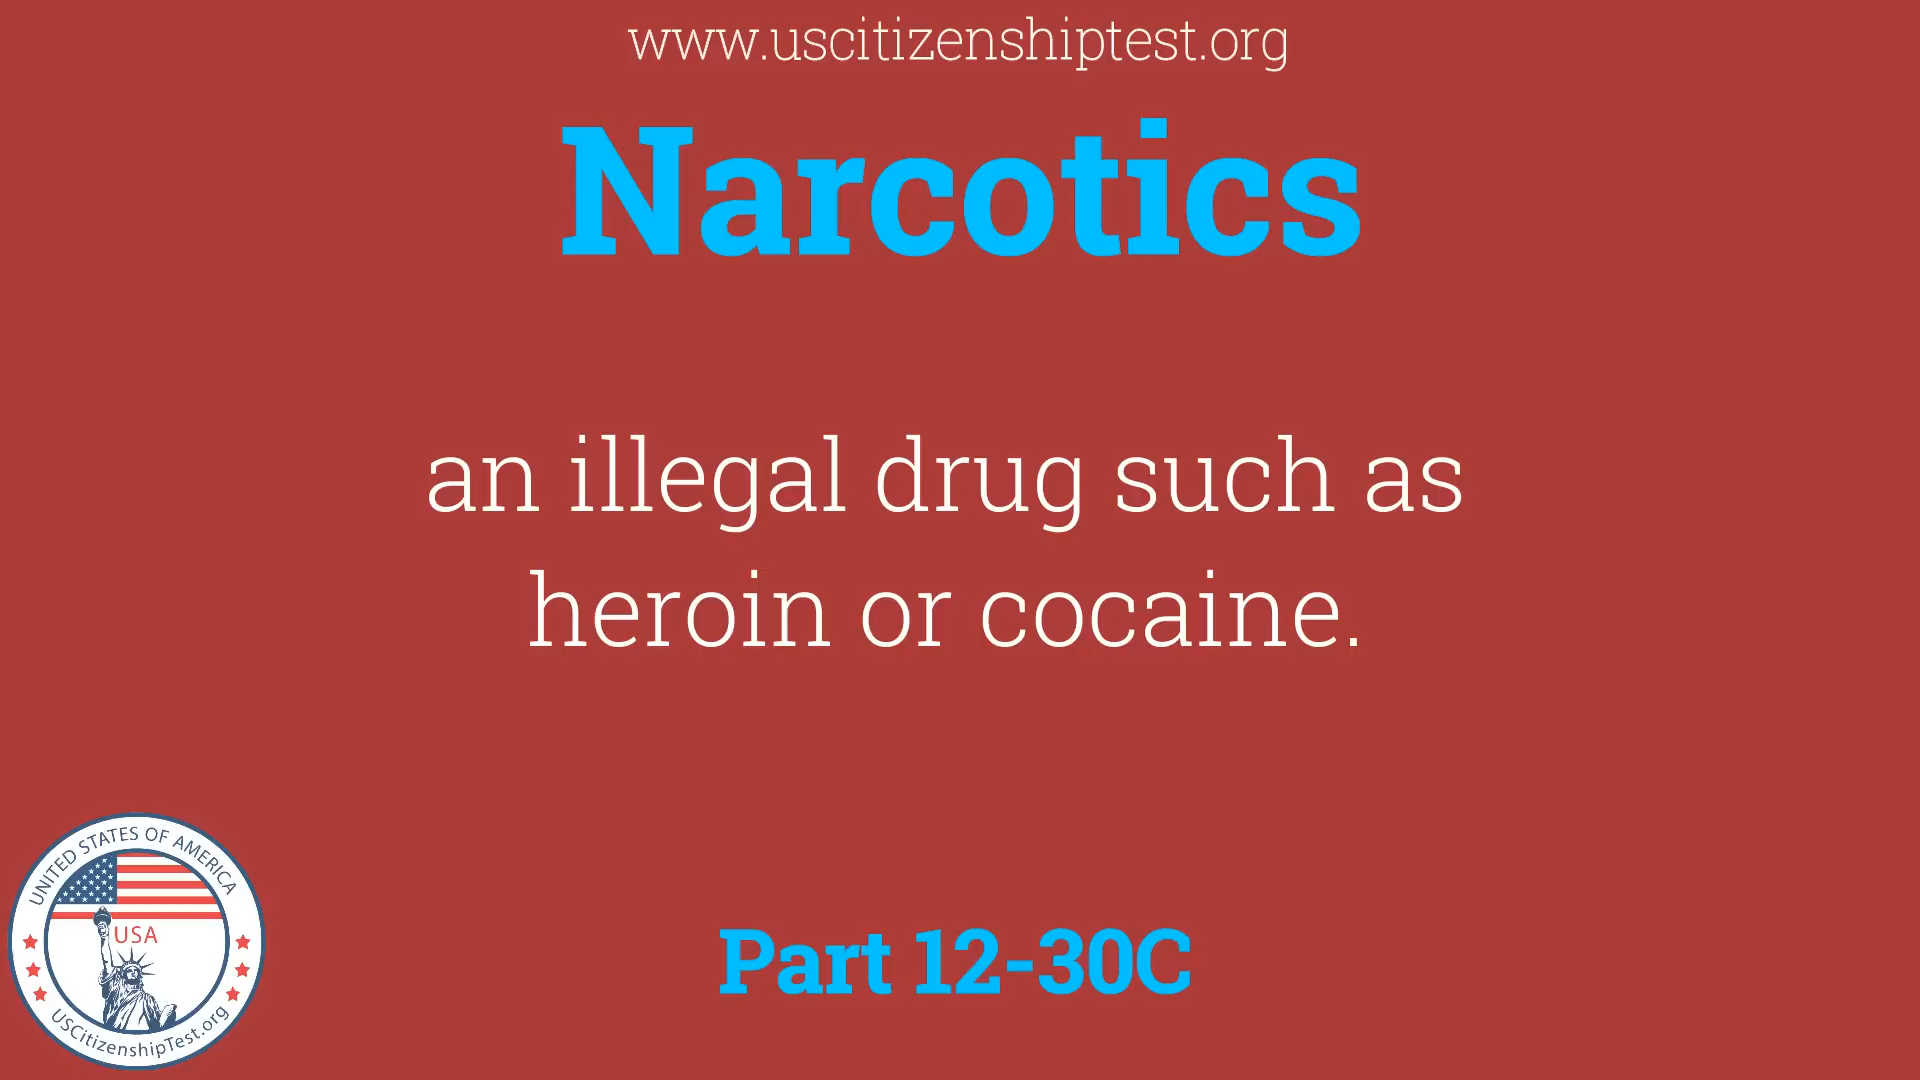 www.uscitizenshiptest.org
Narcotics
an illegal drug such as
heroin or cocaine.
Part 12-30C
UNITED STATES OF AMERICA
USA
USCitizenshipTest.org